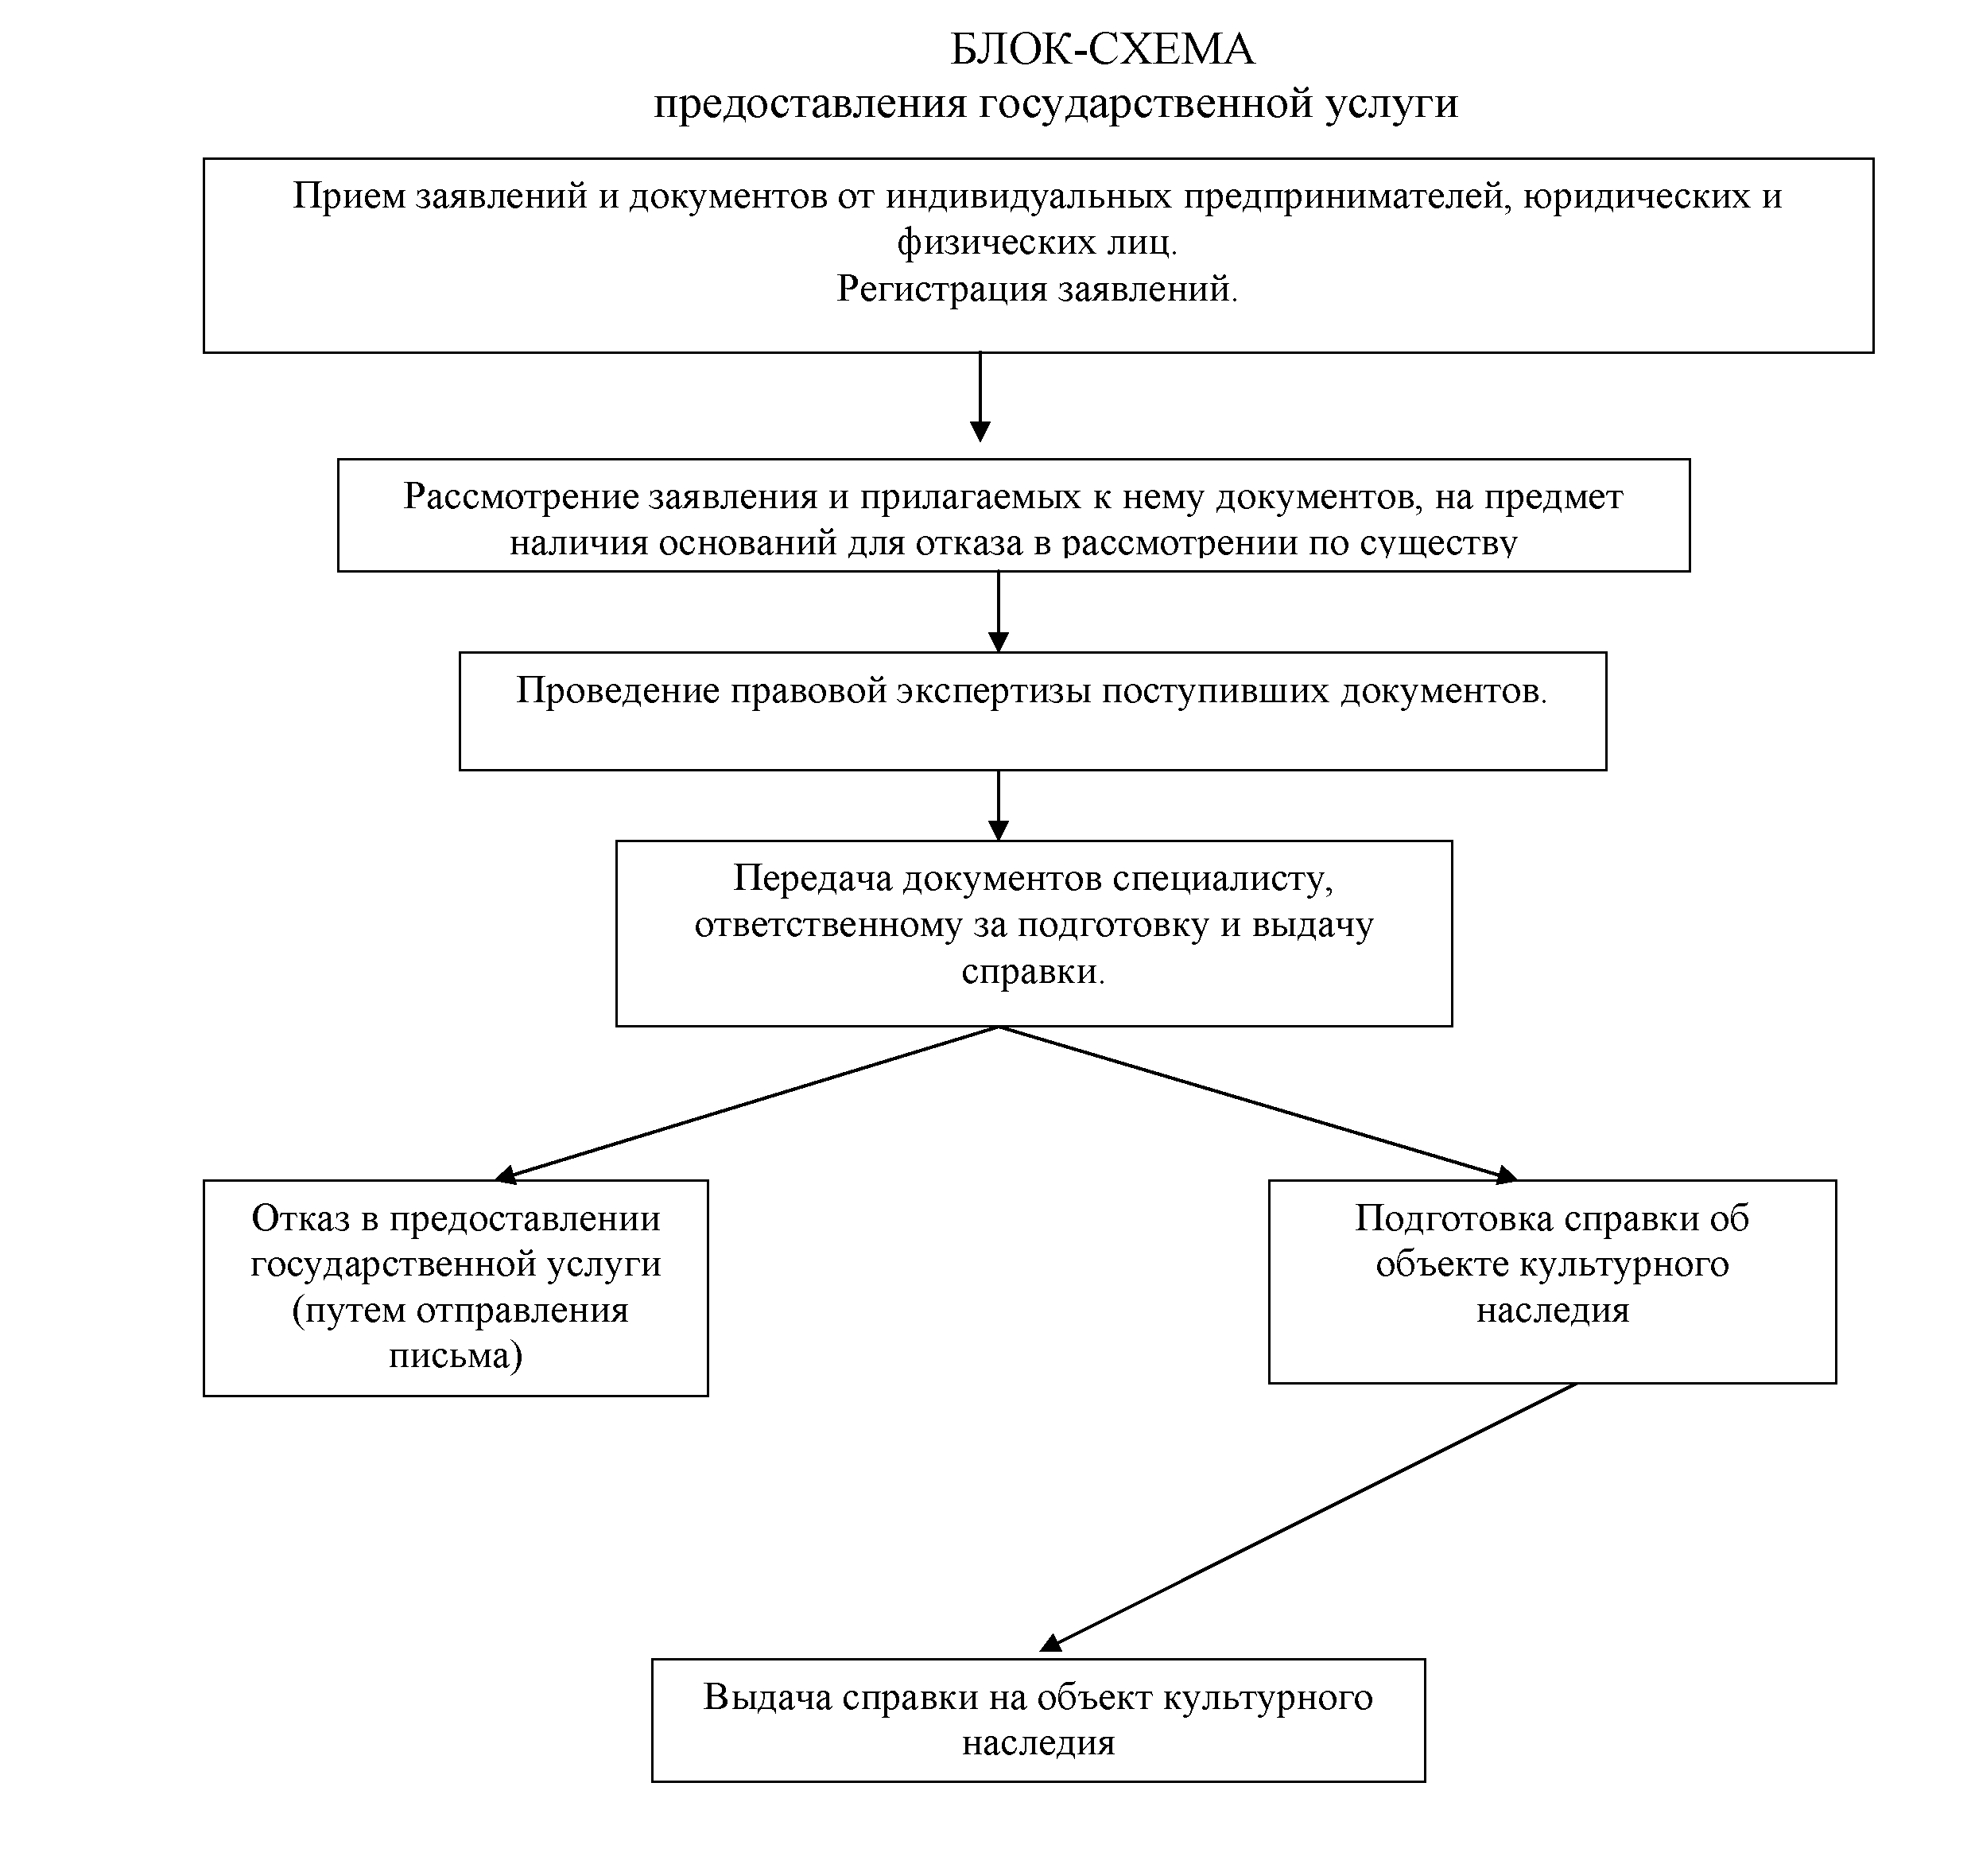 БЛОК-СХЕМА
предоставления государственной услуги
Прием заявлений и документов от индивидуальных предпринимателей, юридических и
физических лиц.
Регистрация заявлений.
Рассмотрение заявления и прилагаемых к нему документов, на предмет
наличия оснований для отказа в рассмотрении по существу
Проведение правовой экспертизы поступивших документов.
Передача документов специалисту,
ответственному за подготовку и выдачу
справки.
Отказ в предоставлении
государственной услуги
(путем отправления
письма)
Подготовка справки об
объекте культурного
наследия
Выдача справки на объект культурного
наследия